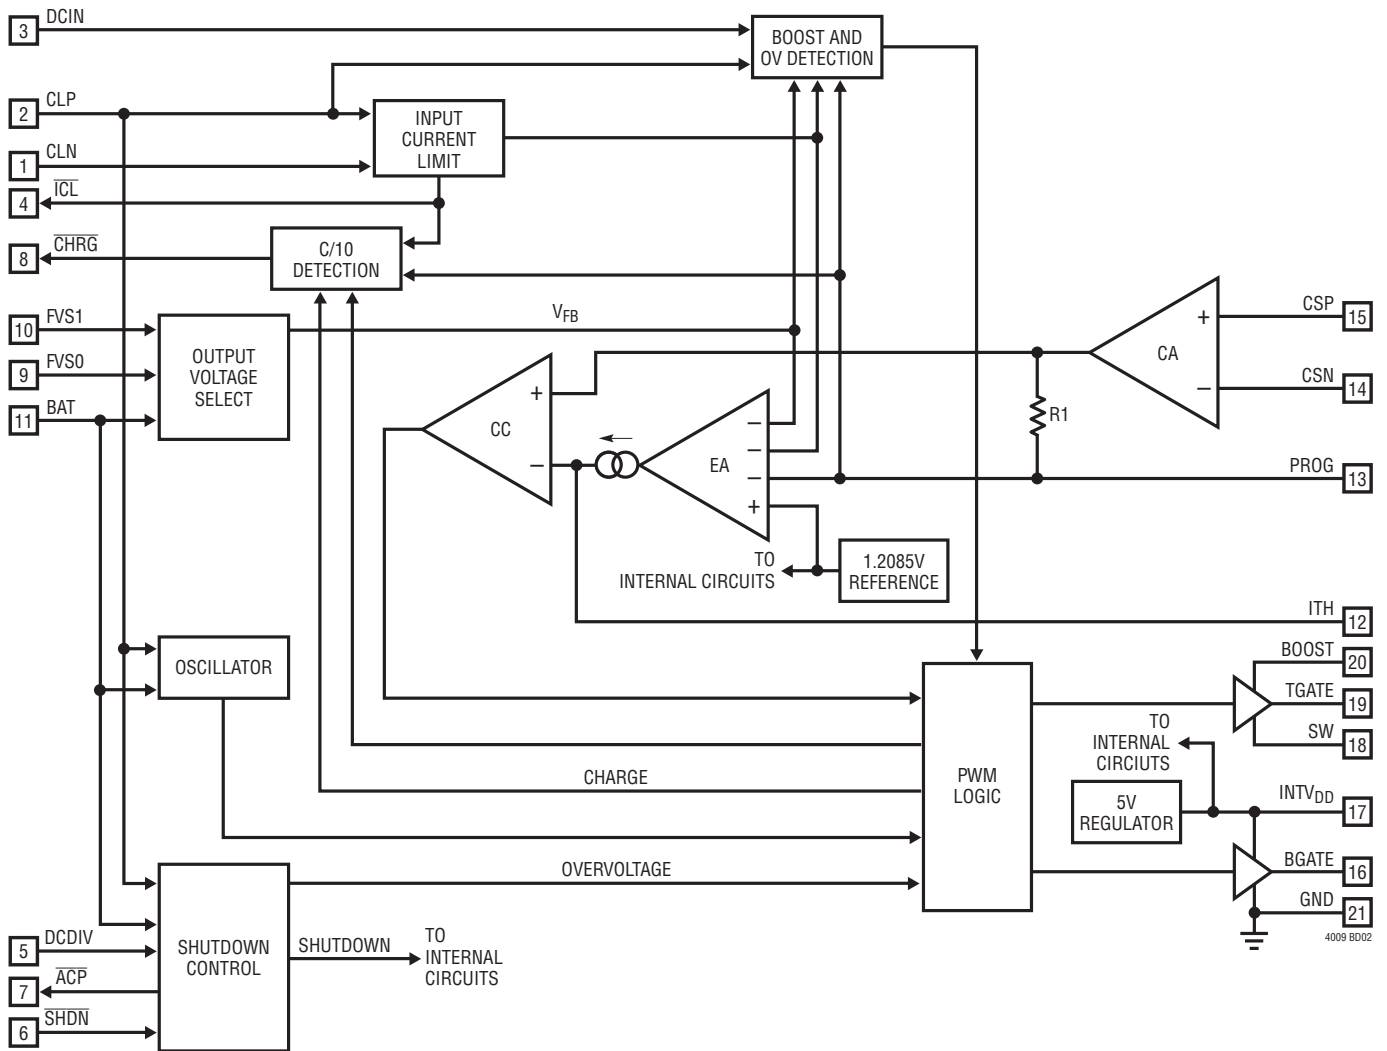 3 DCIN
BOOST AND
OV DETECTION
2 CLP
INPUT
CURRENT
LIMIT
1 CLN
4 ICL
8 CHRG
C/10
DETECTION
10 FVS1
9 FVS0
11 BAT
OUTPUT
VOLTAGE
SELECT
VFB
CC
+
–
EA
–
–
–
+
CA
+
–
CSP 15
CSN 14
R1
PROG 13
1.2085V
REFERENCE
TO
INTERNAL CIRCUITS
ITH 12
BOOST 20
TGATE 19
SW 18
OSCILLATOR
PWM
LOGIC
TO
INTERNAL
CIRCIUTS
5V
REGULATOR
INTVDD 17
BGATE 16
GND 21
CHARGE
OVERVOLTAGE
SHUTDOWN
CONTROL
SHUTDOWN
TO
INTERNAL
CIRCUITS
5 DCDIV
7 ACP
6 SHDN
4009 BD02